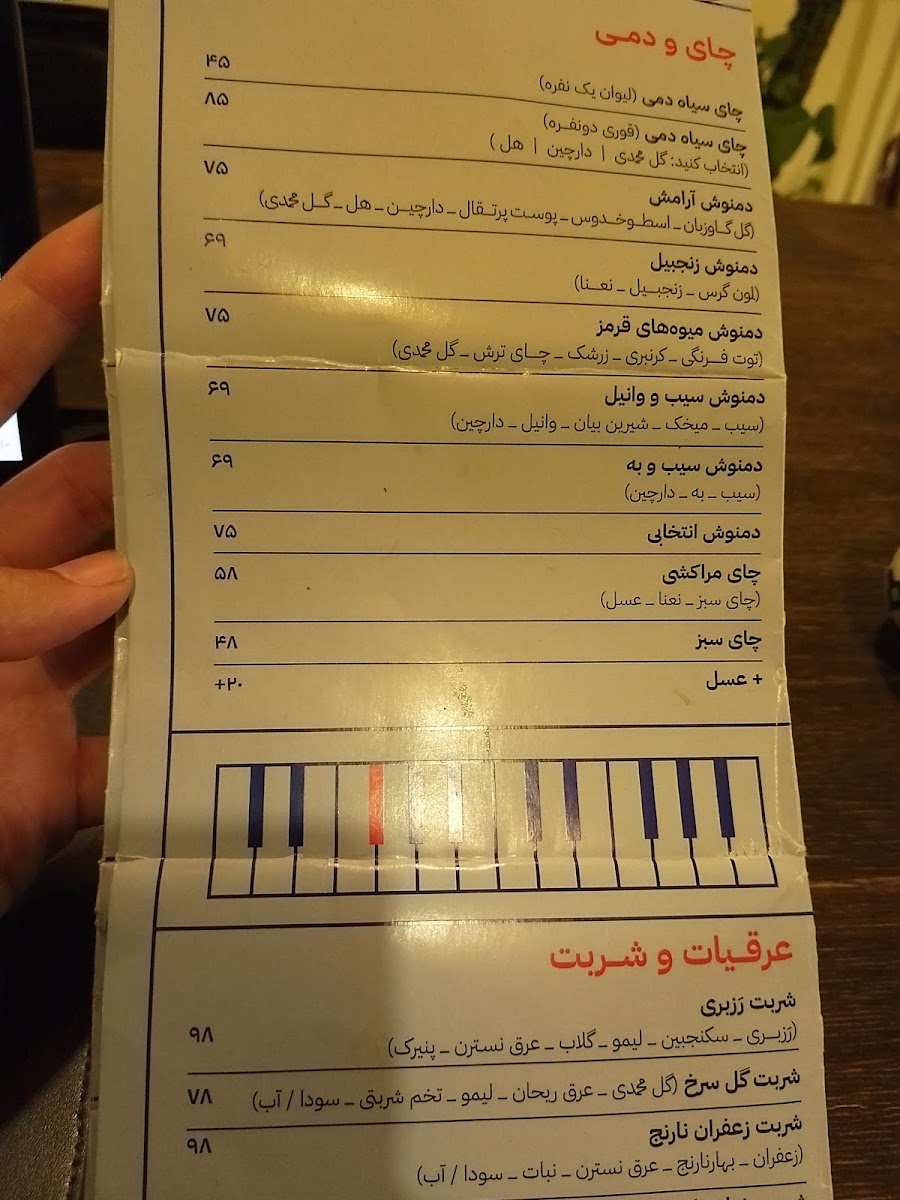 چای و دمی
چای سیاه دمی (لیوان یک نفره) ۴۵
چای سیاه دمی (قوری دونفره) ۸۵
(انتخاب کنید: گل محمدی | دارچین | هل )
دمنوش آرامش ۷۵
(گل گاوزبان _ اسطوخدوس _ پوست پرتقال _ دارچین _ هل _ گل محمدی)
دمنوش زنجبیل ۶۹
(لمون گرس _ زنجبیل _ نعنا)
دمنوش میوه‌های قرمز ۷۵
(توت فرنگی _ کرنبری _ زرشک _ چای ترش _ گل محمدی)
دمنوش سیب و وانیل ۶۹
(سیب _ میخک _ شیرین بیان _ وانیل _ دارچین)
دمنوش سیب و به ۶۹
(سیب _ به _ دارچین)
دمنوش انتخابی ۷۵
چای مراکشی ۵۸
(چای سبز _ نعنا _ عسل)
چای سبز ۴۸
+ عسل +۲۰
عرقیات و شربت
شربت رَزبری
(رَزبری _ سکنجبین _ لیمو _ گلاب _ عرق نسترن _ پنیرک) ۹۸
شربت گل سرخ (گل محمدی _ عرق ریحان _ لیمو _ تخم شربتی _ سودا / آب) ۷۸
شربت زعفران نارنج ۹۸
(زعفران _ بهارنارنج _ عرق نسترن _ نبات _ سودا / آب)